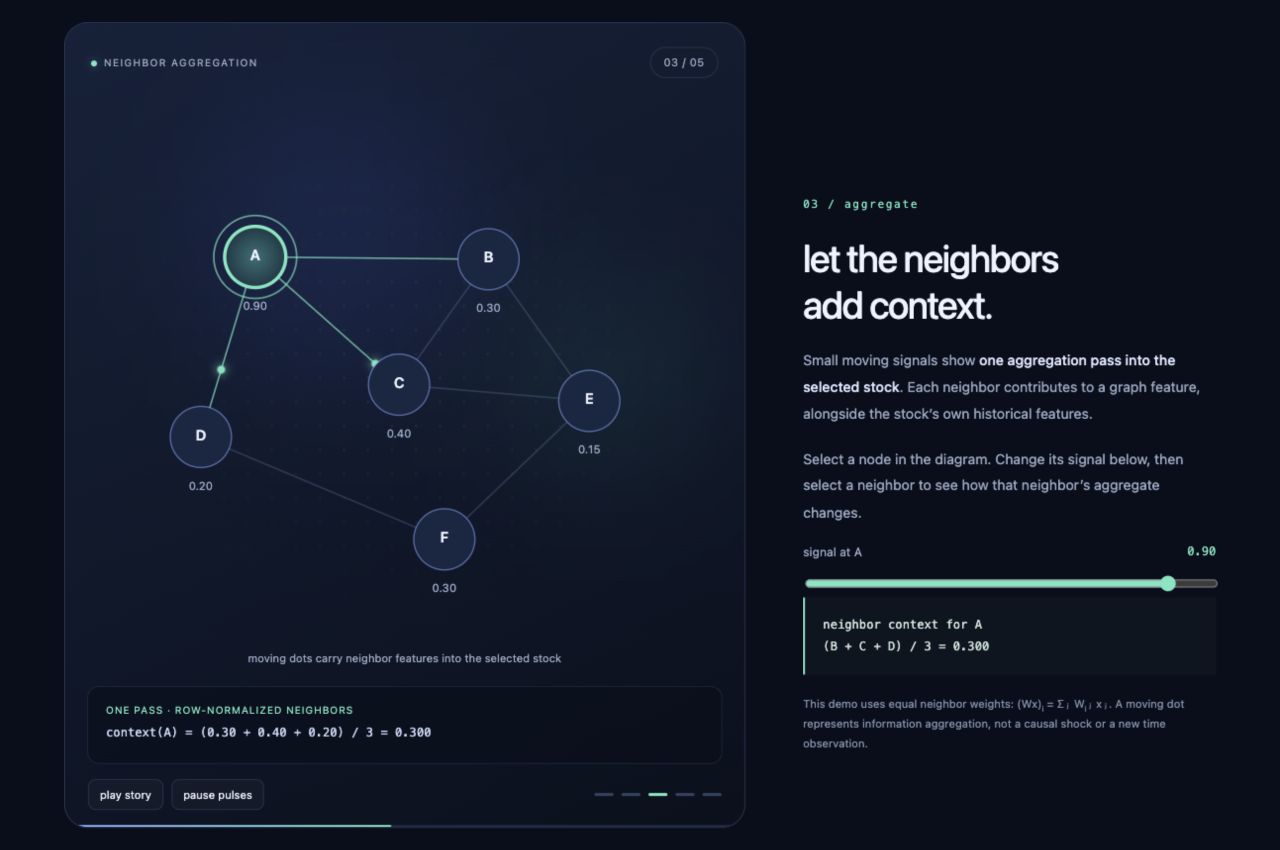 NEIGHBOR AGGREGATION
03 / 05
A
0.90
B
0.30
C
0.40
E
0.15
D
0.20
F
0.30
moving dots carry neighbor features into the selected stock
ONE PASS · ROW-NORMALIZED NEIGHBORS
context(A) = (0.30 + 0.40 + 0.20) / 3 = 0.300
play story
pause pulses
03 / aggregate
let the neighbors
add context.
Small moving signals show one aggregation pass into the
selected stock. Each neighbor contributes to a graph feature,
alongside the stock's own historical features.
Select a node in the diagram. Change its signal below, then
select a neighbor to see how that neighbor's aggregate
changes.
signal at A
0.90
neighbor context for A
(B + C + D) / 3 = 0.300
This demo uses equal neighbor weights: (Wx)ᵢ = Σⱼ Wᵢⱼ xⱼ. A moving dot
represents information aggregation, not a causal shock or a new time
observation.